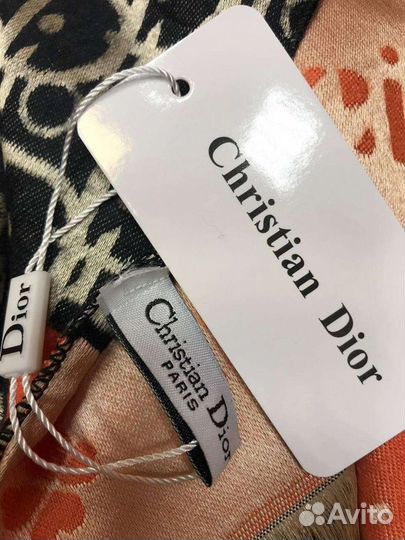 Christian Dior
Dior
Christian Dior
PARIS
Avito